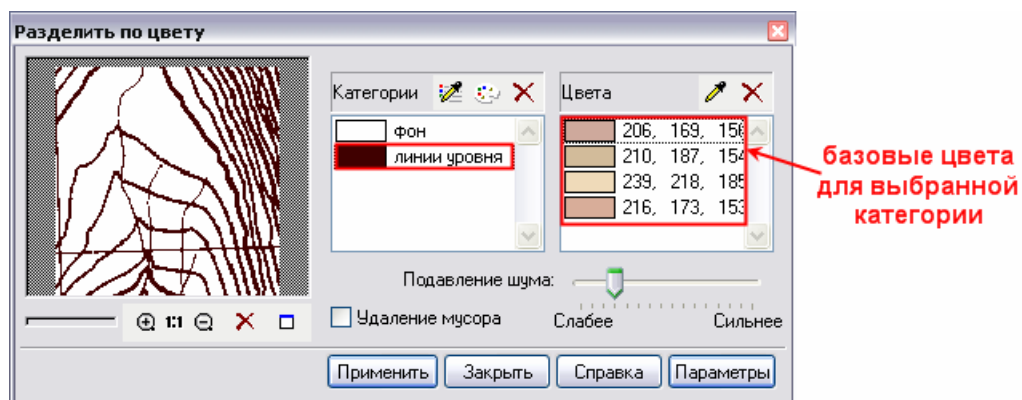 Разделить по цвету
Категории
Цвета
фон
линии уровня
206, 169, 156
210, 187, 154
239, 218, 185
216, 173, 153
базовые цвета
для выбранной
категории
Подавление шума:
1:1
Удаление мусора
Слабее
Сильнее
Применить
Закрыть
Справка
Параметры